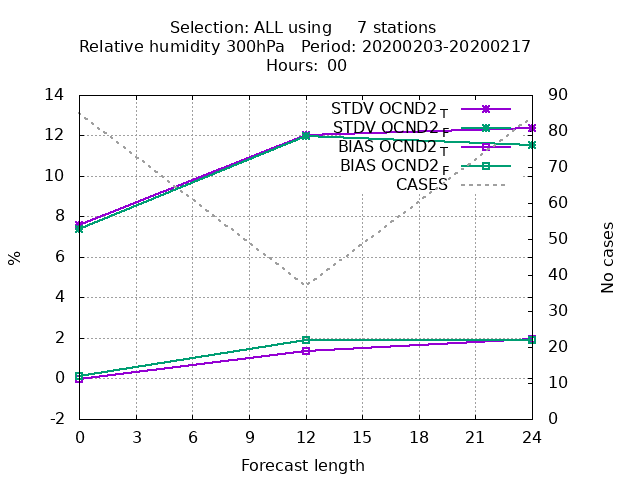 Selection: ALL using 7 stations
Relative humidity 300hPa Period: 20200203-20200217
Hours: 00
STDV OCND2_T
STDV OCND2_F
BIAS OCND2_T
BIAS OCND2_F
CASES
%
14
12
10
8
6
4
2
0
-2
90
80
70
60
50
40
30
20
10
0
No cases
0 3 6 9 12 15 18 21 24
Forecast length